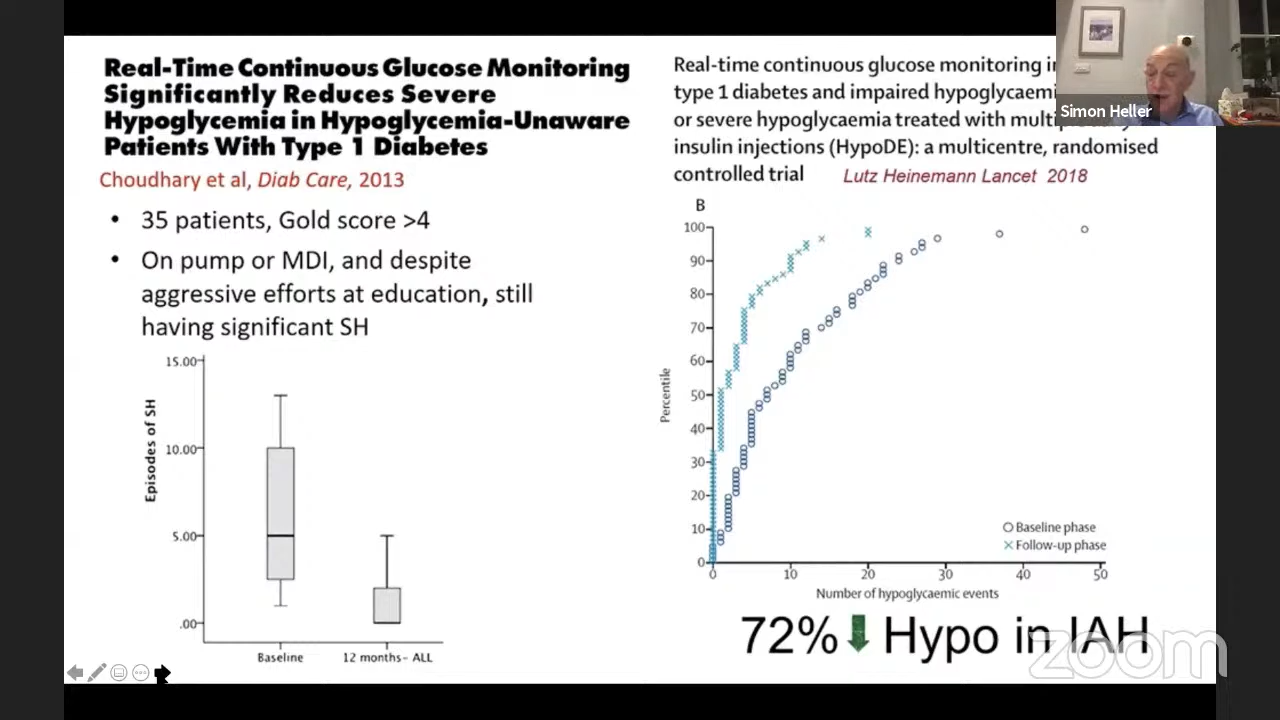 Real-Time Continuous Glucose Monitoring
Significantly Reduces Severe
Hypoglycemia in Hypoglycemia-Unaware
Patients With Type 1 Diabetes
Choudhary et al, Diab Care, 2013
• 35 patients, Gold score >4
• On pump or MDI, and despite
aggressive efforts at education, still
having significant SH
Episodes of SH
15.00
10.00
5.00
.00
Baseline
12 months- ALL
Real-time continuous glucose monitoring in
type 1 diabetes and impaired hypoglycaemi
or severe hypoglycaemia treated with multip
insulin injections (HypoDE): a multicentre, randomised
controlled trial
Lutz Heinemann Lancet 2018
B
Percentile
100
90
80
70
60
50
40
30
20
10
0
0 10 20 30 40 50
Number of hypoglycaemic events
Baseline phase
Follow-up phase
72% Hypo in IAH
Simon Heller
zoom